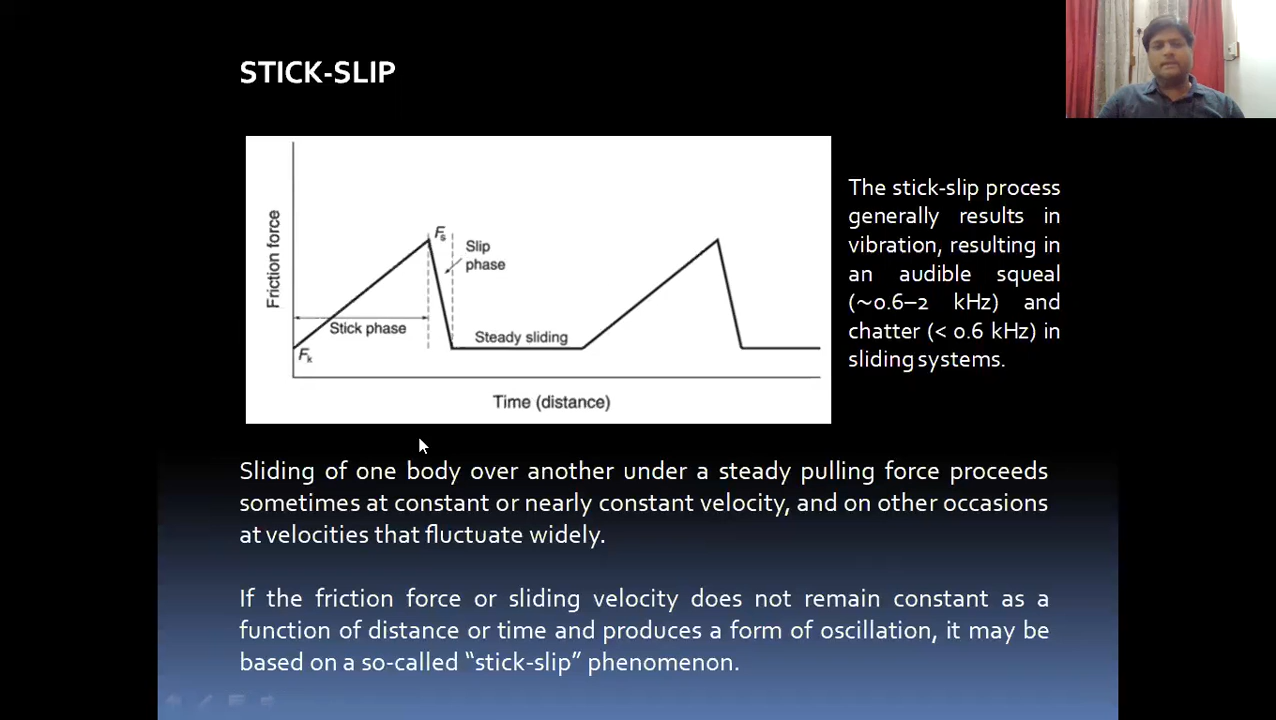 STICK-SLIP
Friction force
Fs
Slip
phase
Stick phase
Steady sliding
Fk
Time (distance)
The stick-slip process
generally results in
vibration, resulting in
an audible squeal
(~0.6–2 kHz) and
chatter (< 0.6 kHz) in
sliding systems.
Sliding of one body over another under a steady pulling force proceeds
sometimes at constant or nearly constant velocity, and on other occasions
at velocities that fluctuate widely.
If the friction force or sliding velocity does not remain constant as a
function of distance or time and produces a form of oscillation, it may be
based on a so-called “stick-slip” phenomenon.